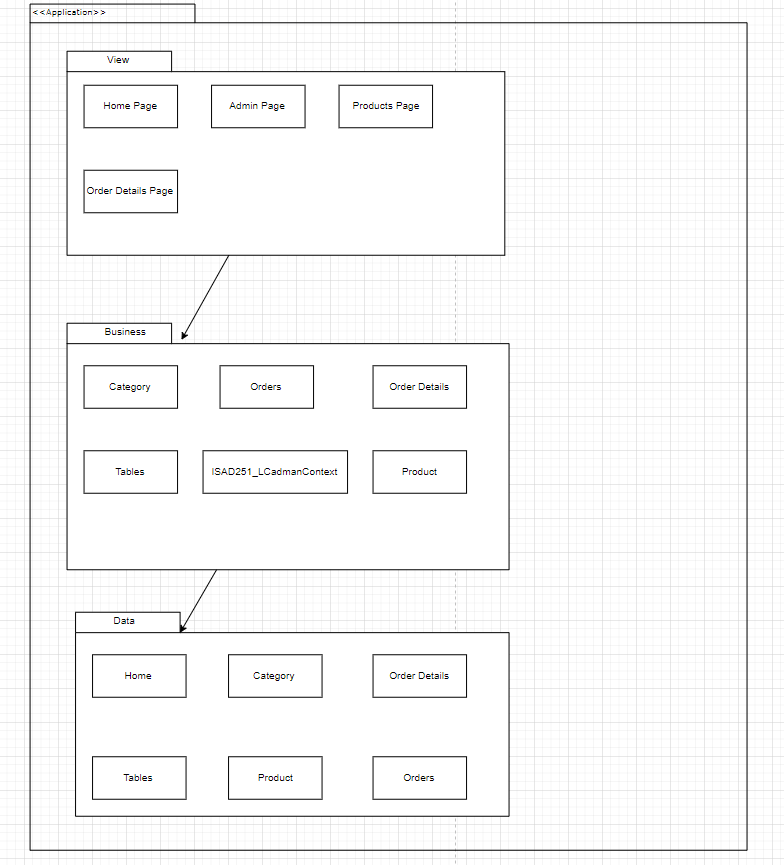 <<Application>>
View
Home Page
Admin Page
Products Page
Order Details Page
Business
Category
Orders
Order Details
Tables
ISAD251_LCadmanContext
Product
Data
Home
Category
Order Details
Tables
Product
Orders